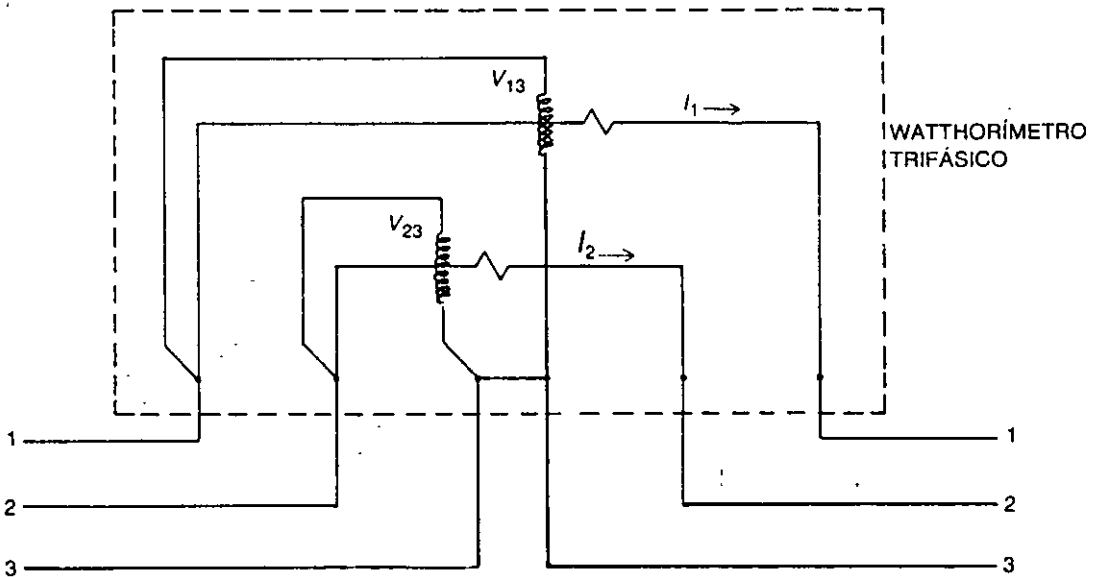 V13
I1
WATTHORÍMETRO
TRIFÁSICO
V23
I2
1
1
2
2
3
3